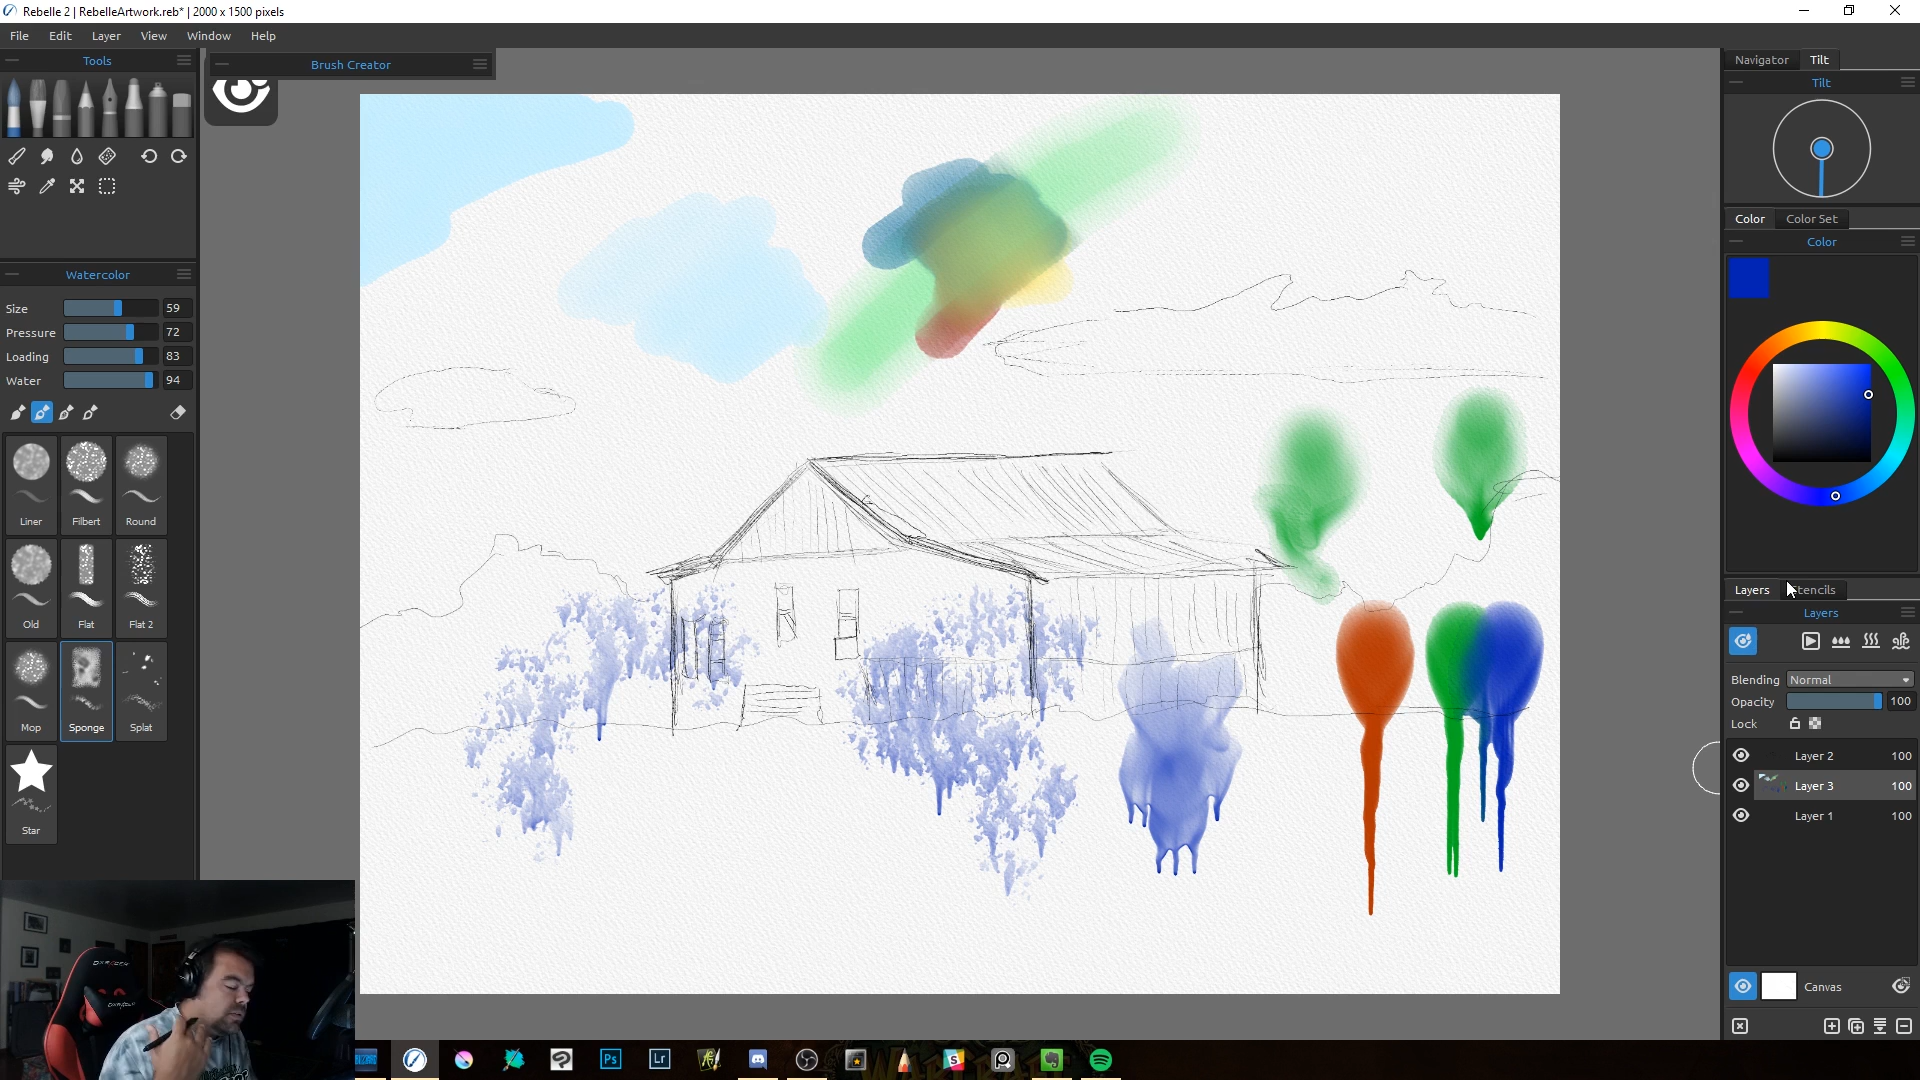 Rebelle 2 | RebelleArtwork.reb* | 2000 x 1500 pixels
File Edit Layer View Window Help
Tools
Brush Creator
Navigator Tilt
Tilt
Color Color Set
Color
Watercolor
Size 59
Pressure 72
Loading 83
Water 94
Liner Filbert Round
Old Flat Flat 2
Mop Sponge Splat
Star
Layers
Layers
Blending Normal
Opacity 100
Lock
Layer 2 100
Layer 3 100
Layer 1 100
Canvas
Ps Lr